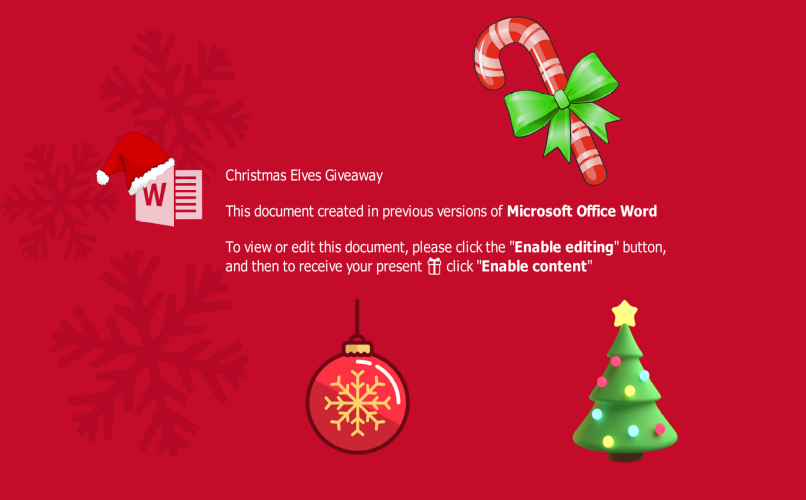 W
Christmas Elves Giveaway
This document created in previous versions of Microsoft Office Word
To view or edit this document, please click the "Enable editing" button,
and then to receive your present click "Enable content"